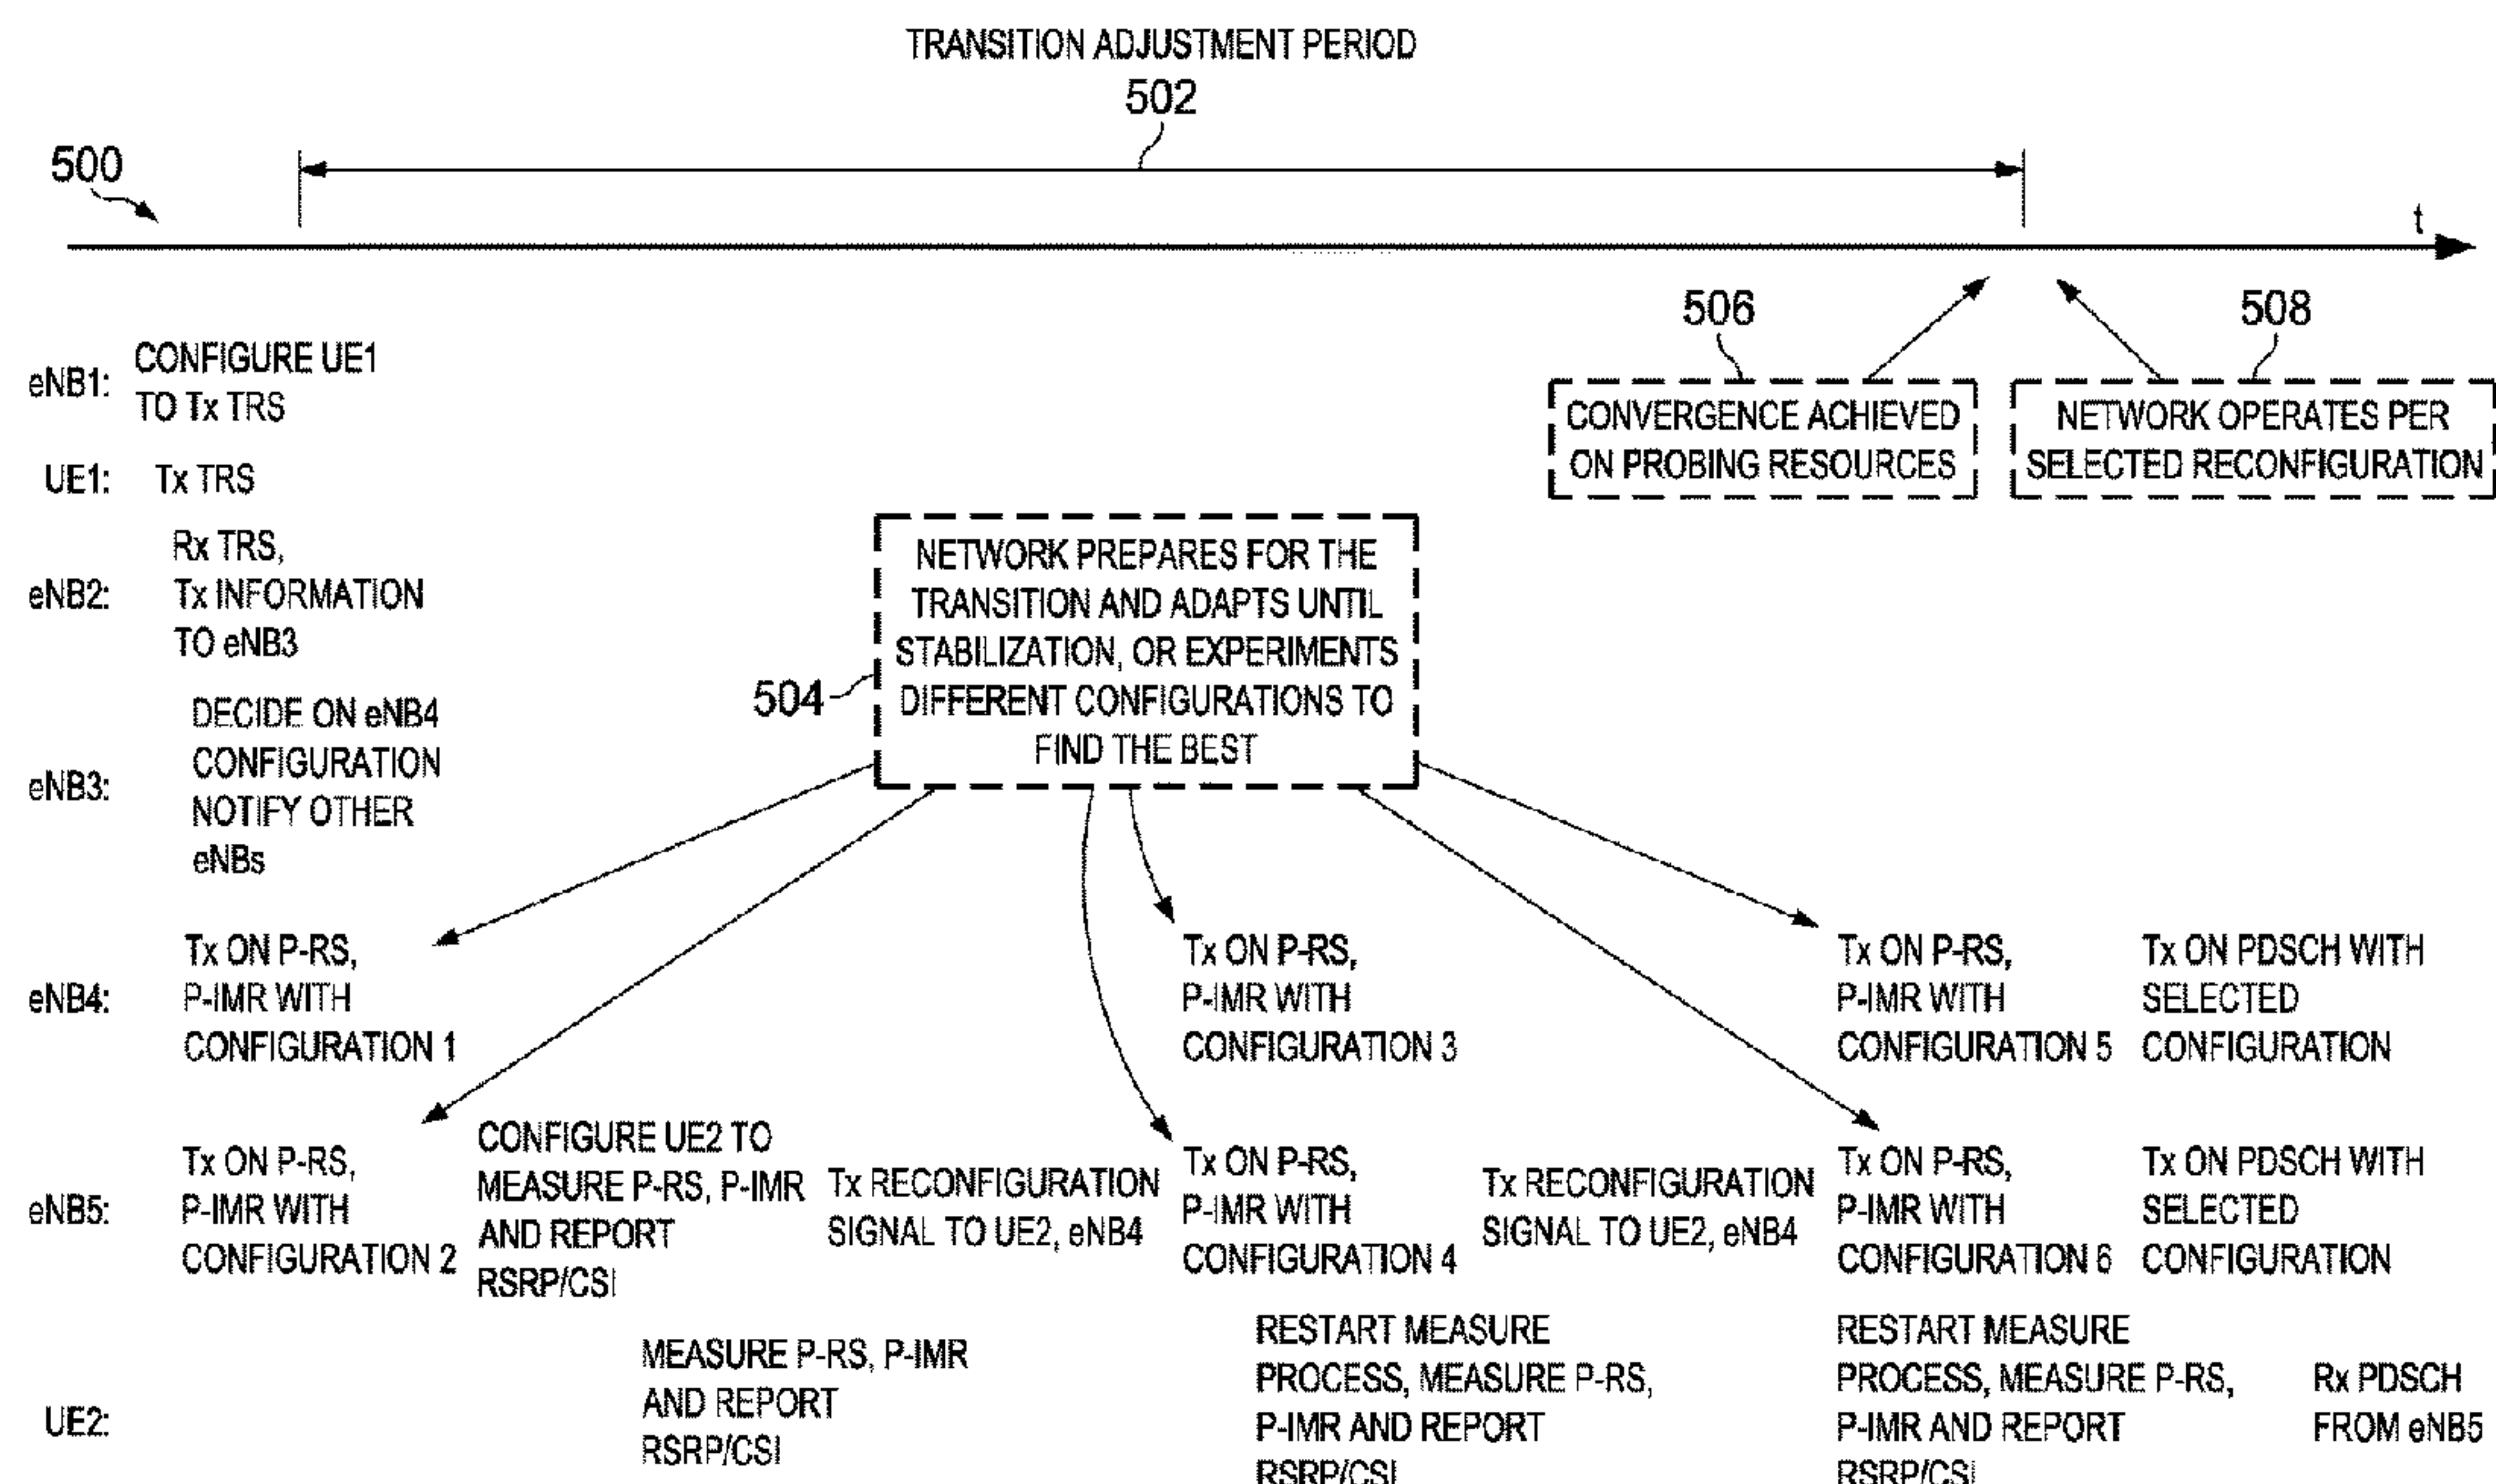 TRANSITION ADJUSTMENT PERIOD
502
500
t
506
508
eNB1:
CONFIGURE UE1
TO Tx TRS
CONVERGENCE ACHIEVED
ON PROBING RESOURCES
NETWORK OPERATES PER
SELECTED RECONFIGURATION
UE1:
Tx TRS
eNB2:
Rx TRS,
Tx INFORMATION
TO eNB3
504
NETWORK PREPARES FOR THE
TRANSITION AND ADAPTS UNTIL
STABILIZATION, OR EXPERIMENTS
DIFFERENT CONFIGURATIONS TO
FIND THE BEST
eNB3:
DECIDE ON eNB4
CONFIGURATION
NOTIFY OTHER
eNBs
eNB4:
Tx ON P-RS,
P-IMR WITH
CONFIGURATION 1
Tx ON P-RS,
P-IMR WITH
CONFIGURATION 3
Tx ON P-RS,
P-IMR WITH
CONFIGURATION 5
Tx ON PDSCH WITH
SELECTED
CONFIGURATION
eNB5:
Tx ON P-RS,
P-IMR WITH
CONFIGURATION 2
CONFIGURE UE2 TO
MEASURE P-RS, P-IMR
AND REPORT
RSRP/CSI
Tx RECONFIGURATION
SIGNAL TO UE2, eNB4
Tx ON P-RS,
P-IMR WITH
CONFIGURATION 4
Tx RECONFIGURATION
SIGNAL TO UE2, eNB4
Tx ON P-RS,
P-IMR WITH
CONFIGURATION 6
Tx ON PDSCH WITH
SELECTED
CONFIGURATION
UE2:
MEASURE P-RS, P-IMR
AND REPORT
RSRP/CSI
RESTART MEASURE
PROCESS, MEASURE P-RS,
P-IMR AND REPORT
RSRP/CSI
RESTART MEASURE
PROCESS, MEASURE P-RS,
P-IMR AND REPORT
RSRP/CSI
Rx PDSCH
FROM eNB5